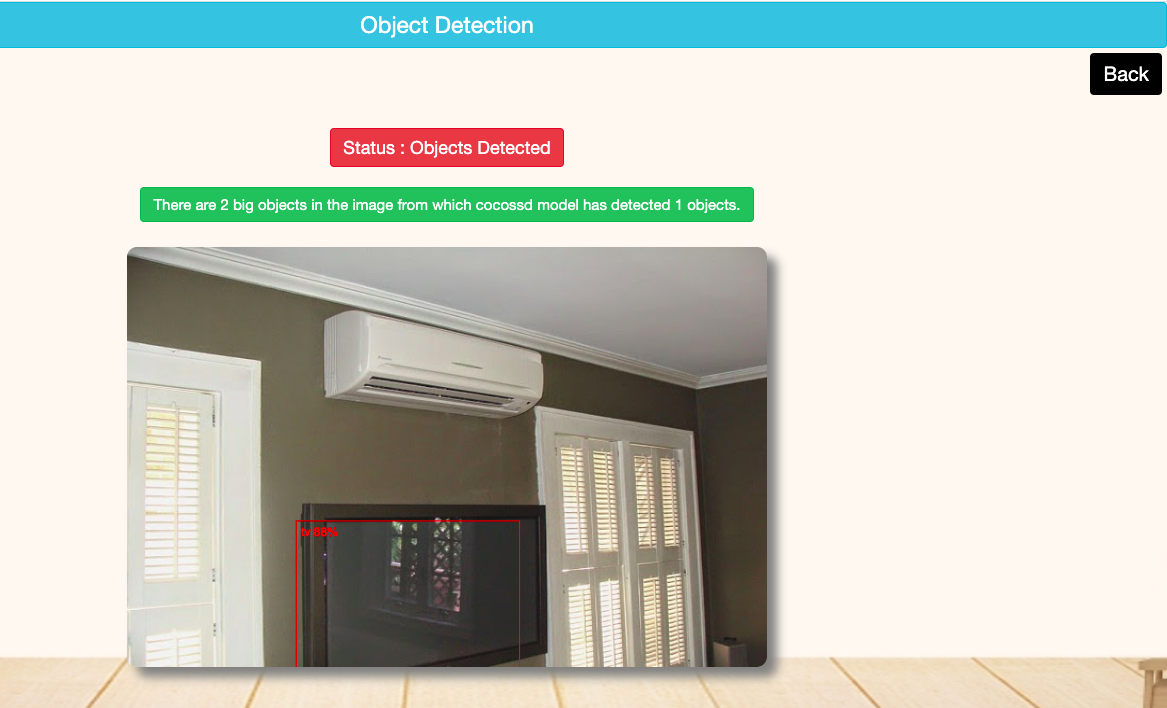 Object Detection
Back
Status : Objects Detected
There are 2 big objects in the image from which cocossd model has detected 1 objects.
tv 88%